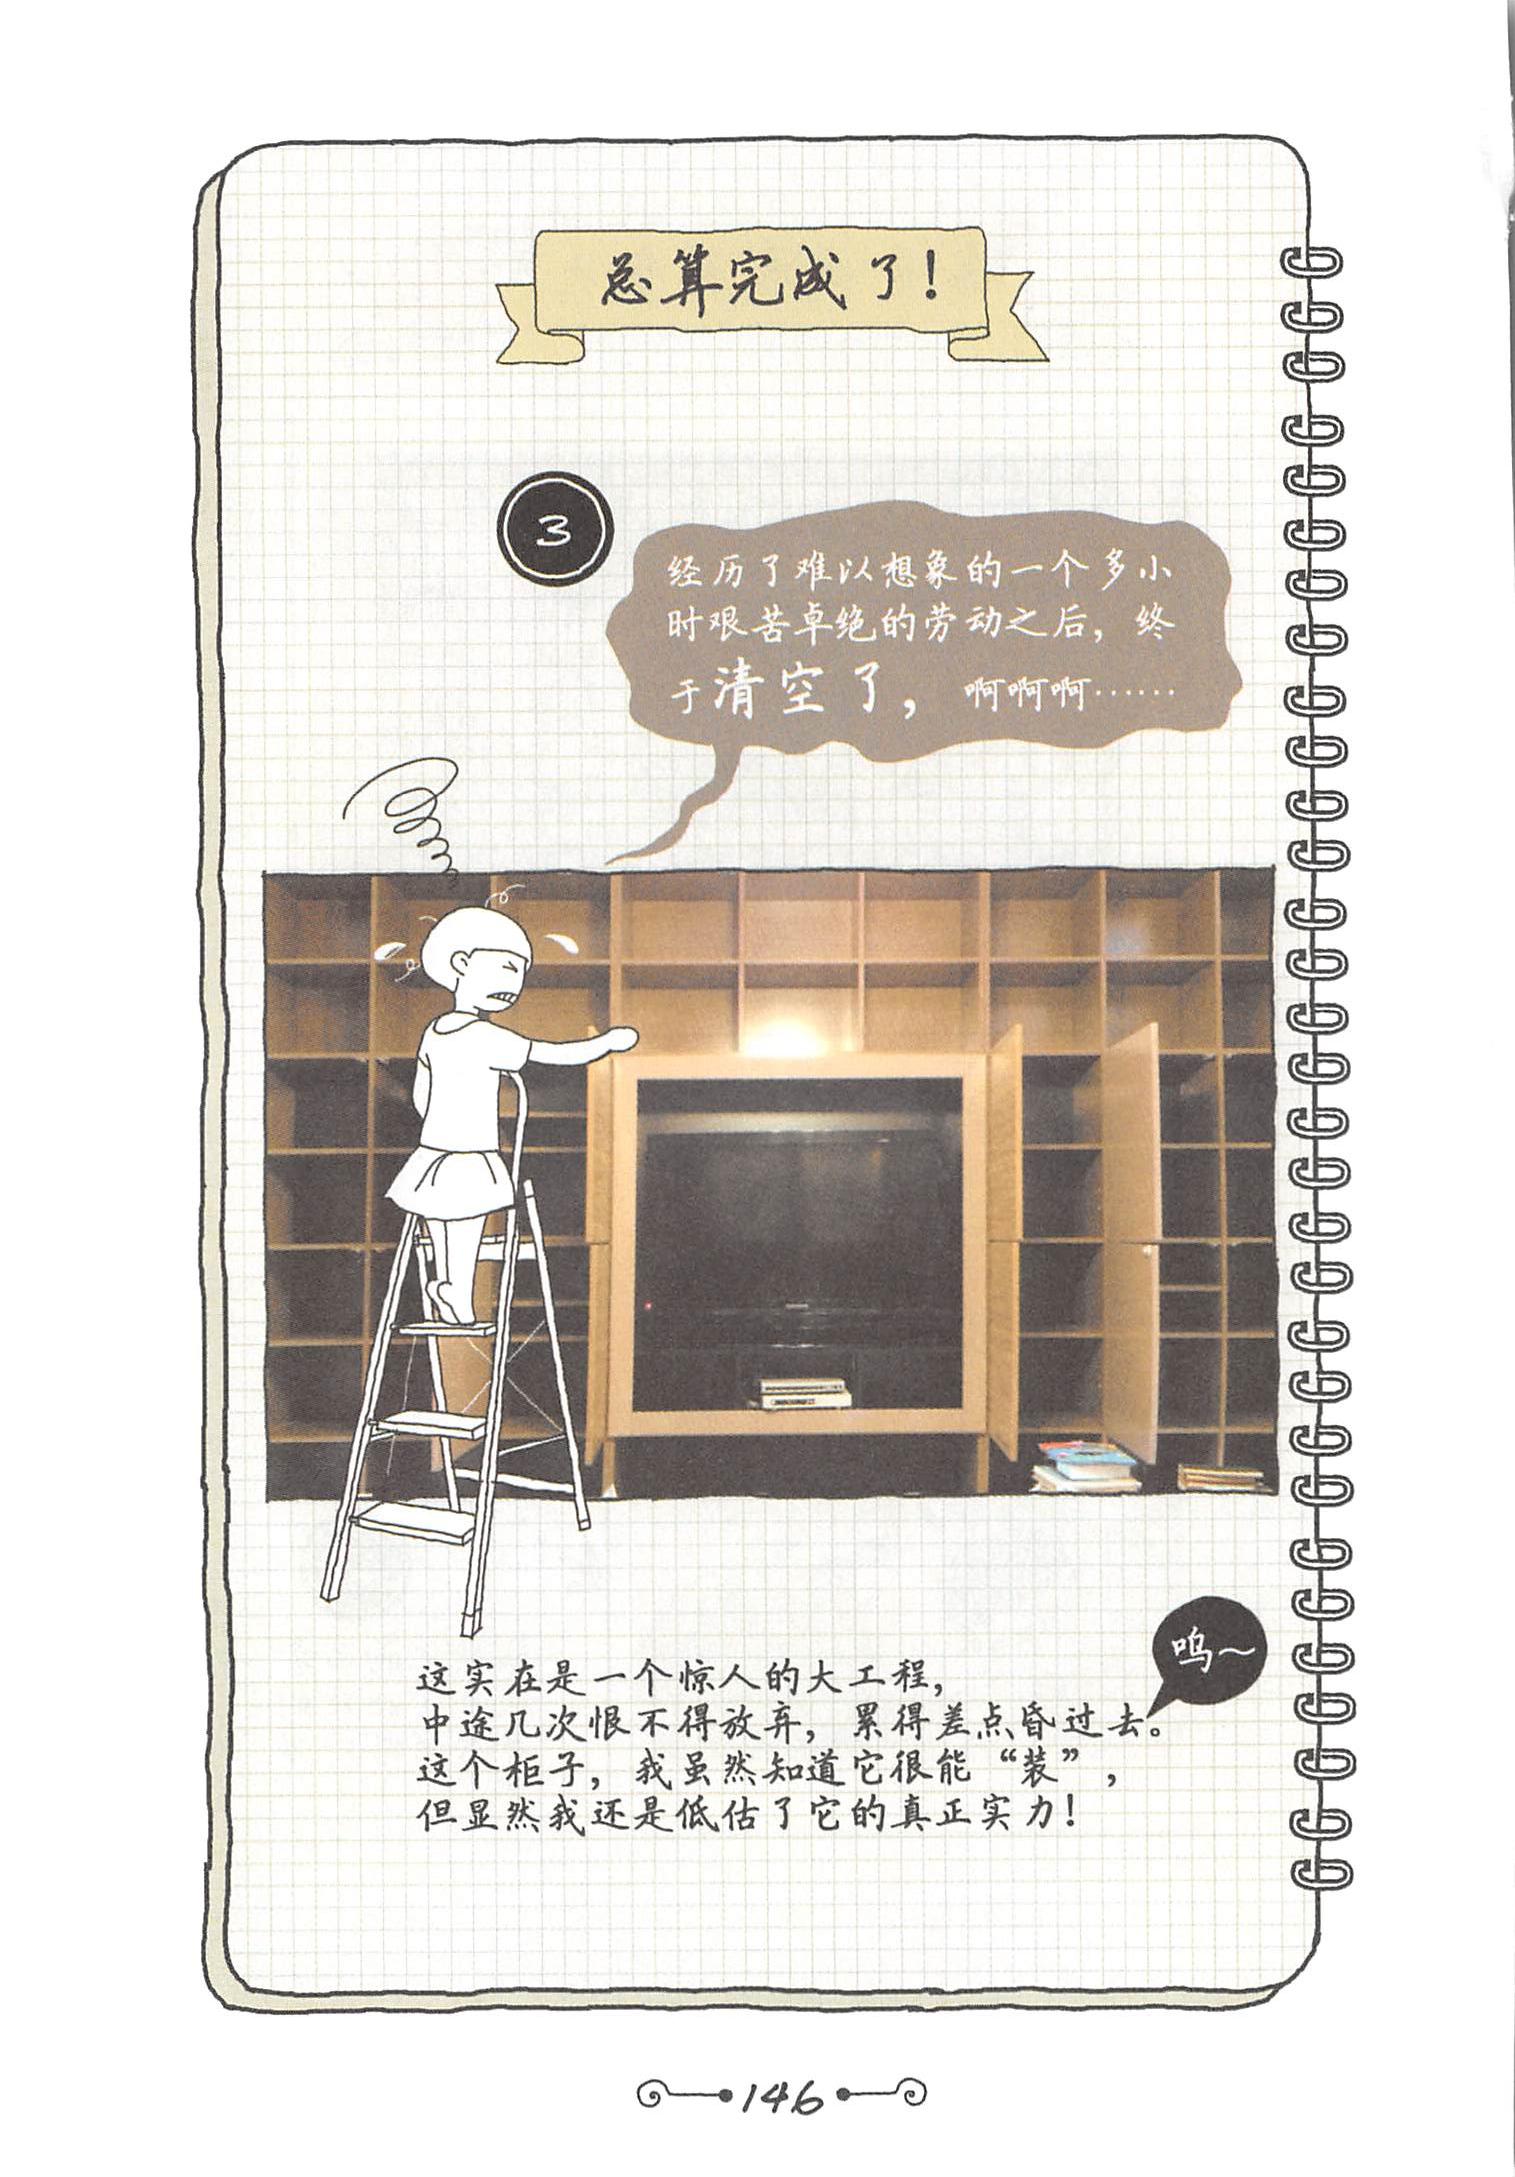 总算完成了！
3
经历了难以想象的一个多小
时艰苦卓绝的劳动之后，终
于清空了，啊啊啊……
呜～
这实在是一个惊人的大工程，
中途几次恨不得放弃，累得差点昏过去。
这个柜子，我虽然知道它很能“装”，
但显然我还是低估了它的真正实力！
146